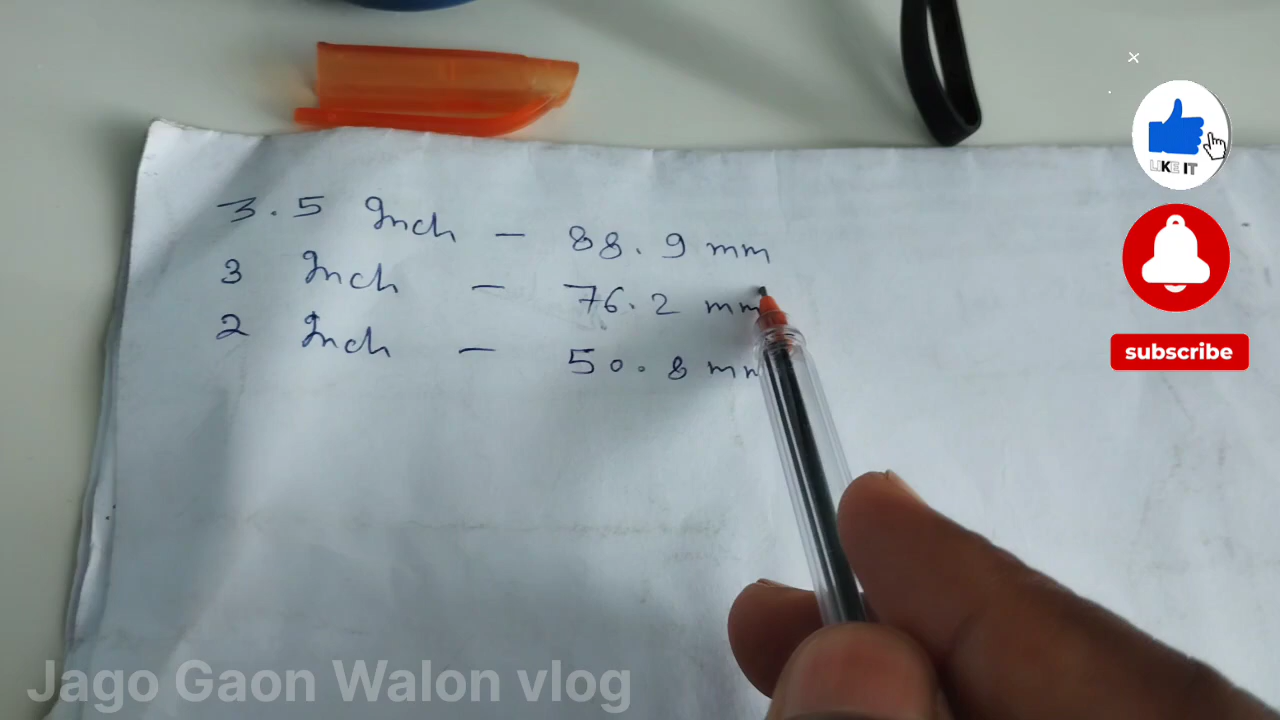 3.5 Inch - 88.9 mm
3 Inch - 76.2 mm
2 Inch - 50.8 mm
LIKE IT
subscribe
Jago Gaon Walon vlog